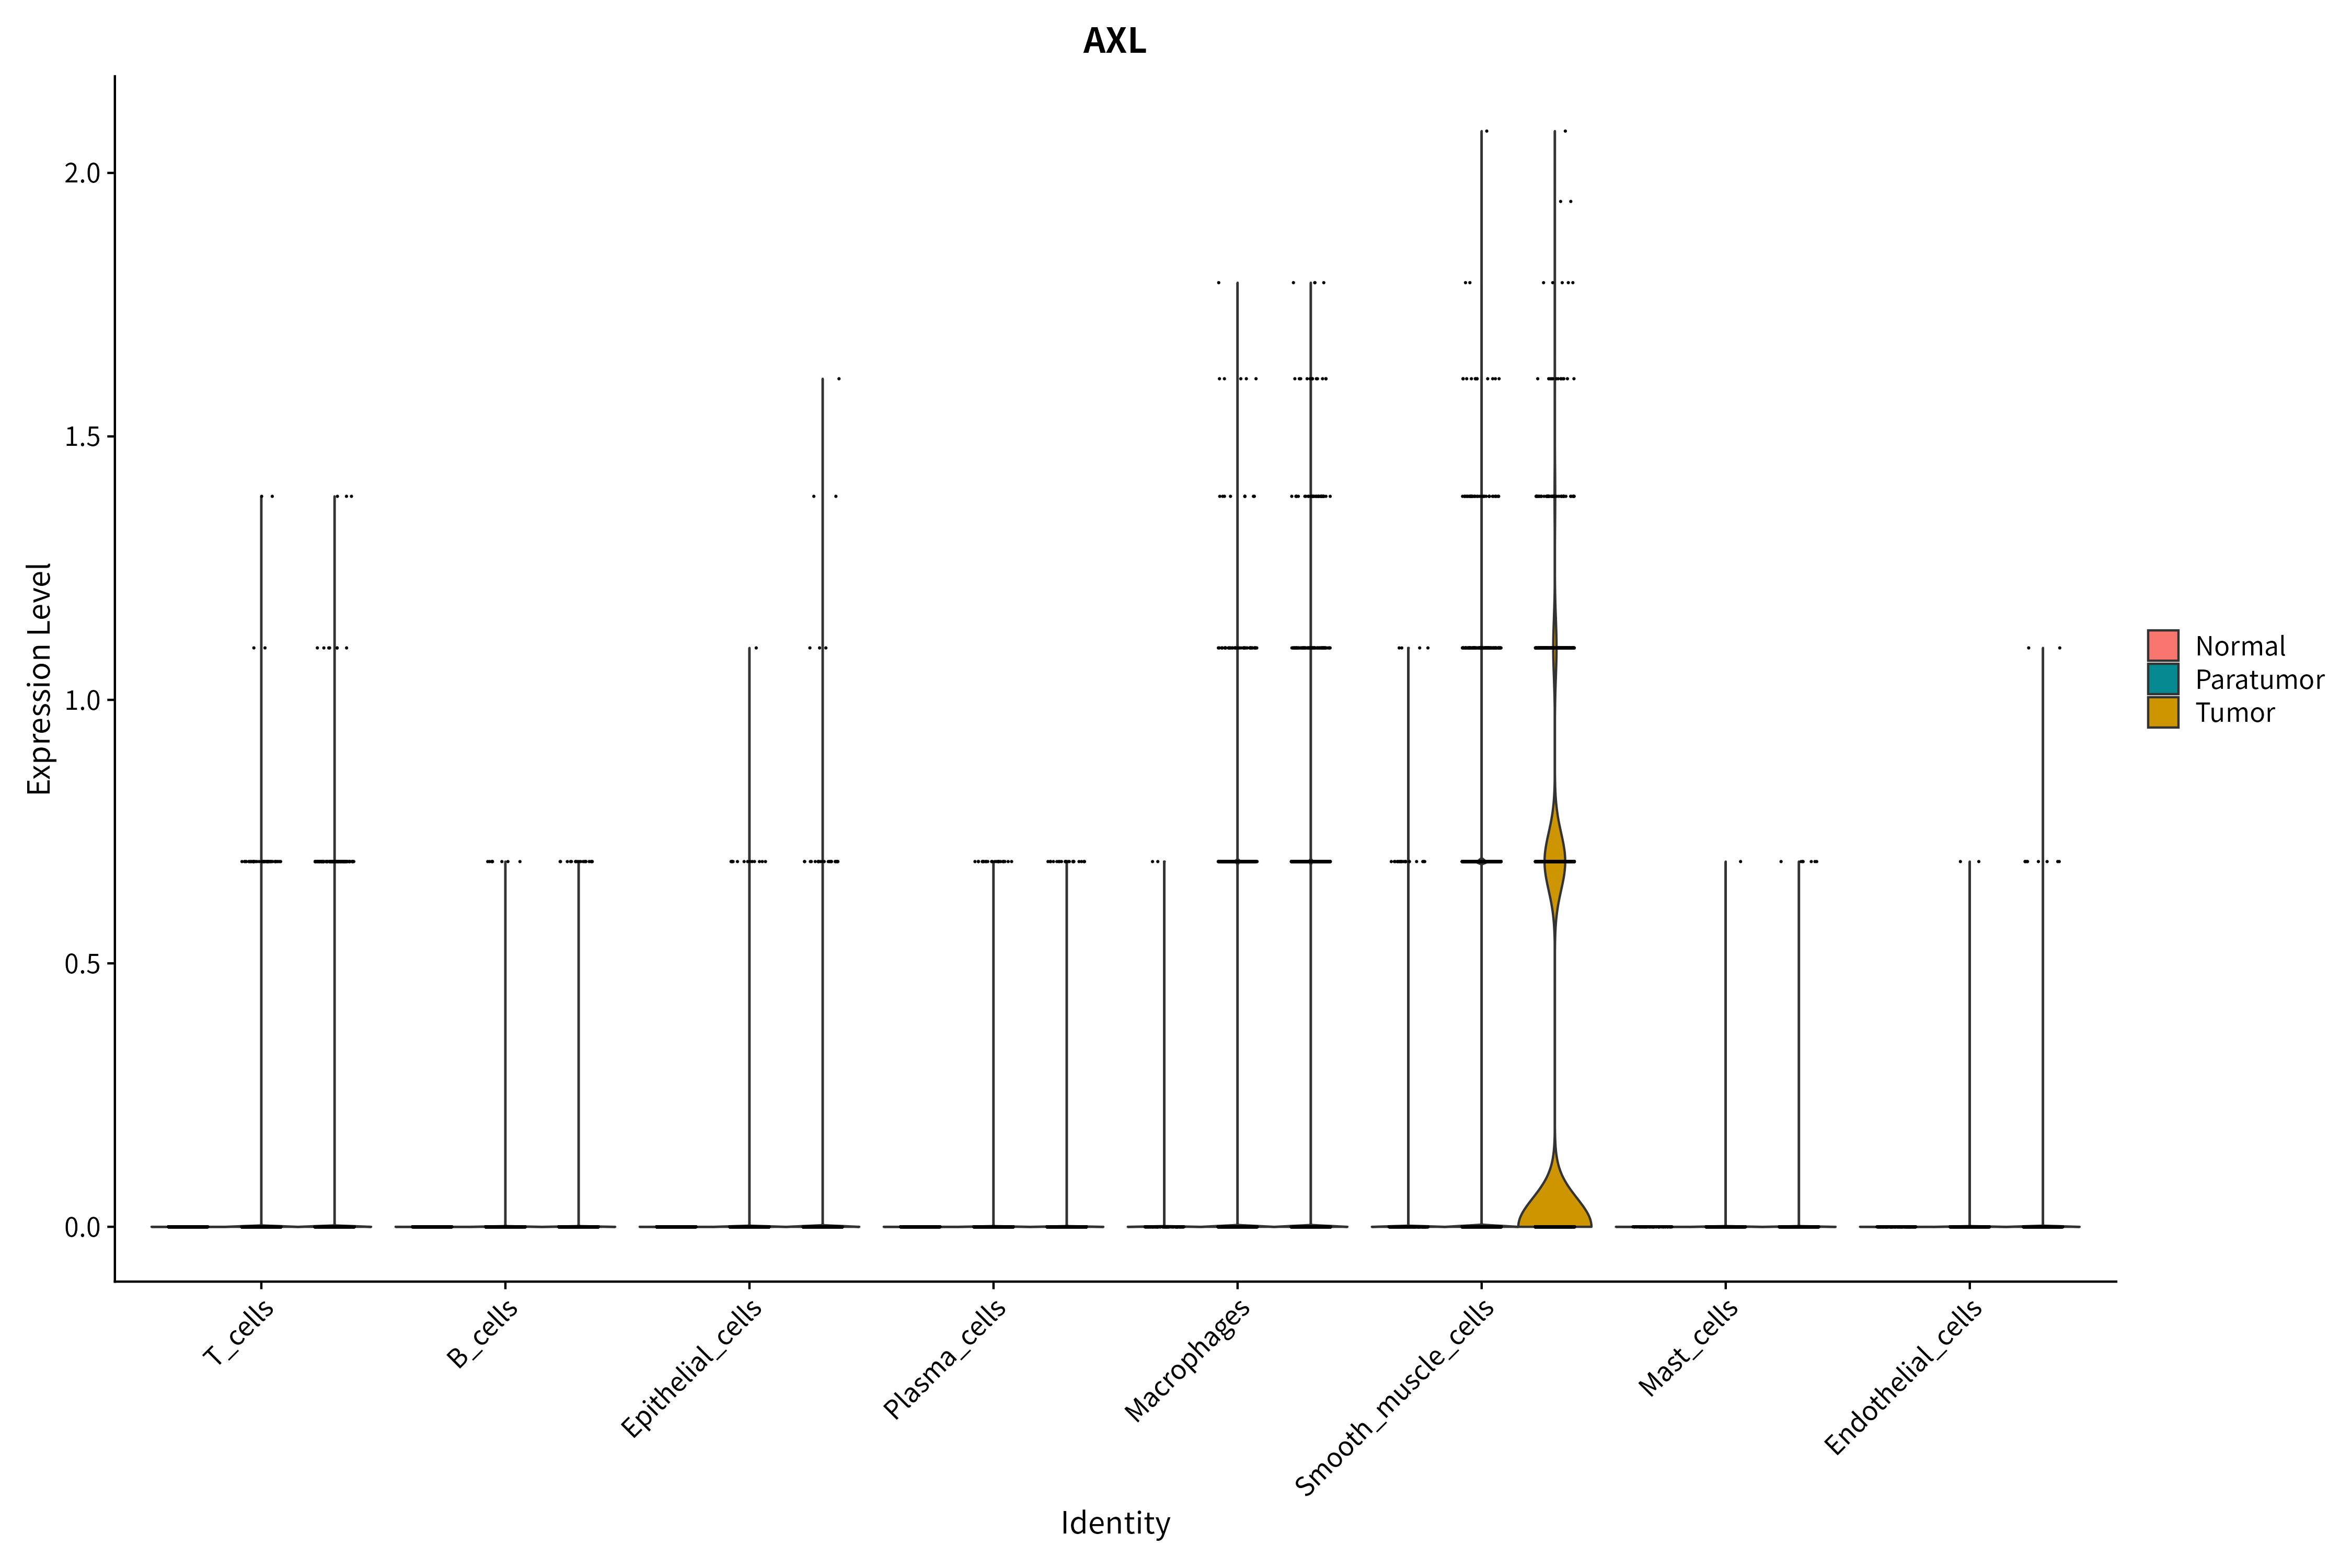 AXL
Expression Level
2.0
1.5
1.0
0.5
0.0
T_cells
B_cells
Epithelial_cells
Plasma_cells
Macrophages
Smooth_muscle_cells
Mast_cells
Endothelial_cells
Identity
Normal
Paratumor
Tumor